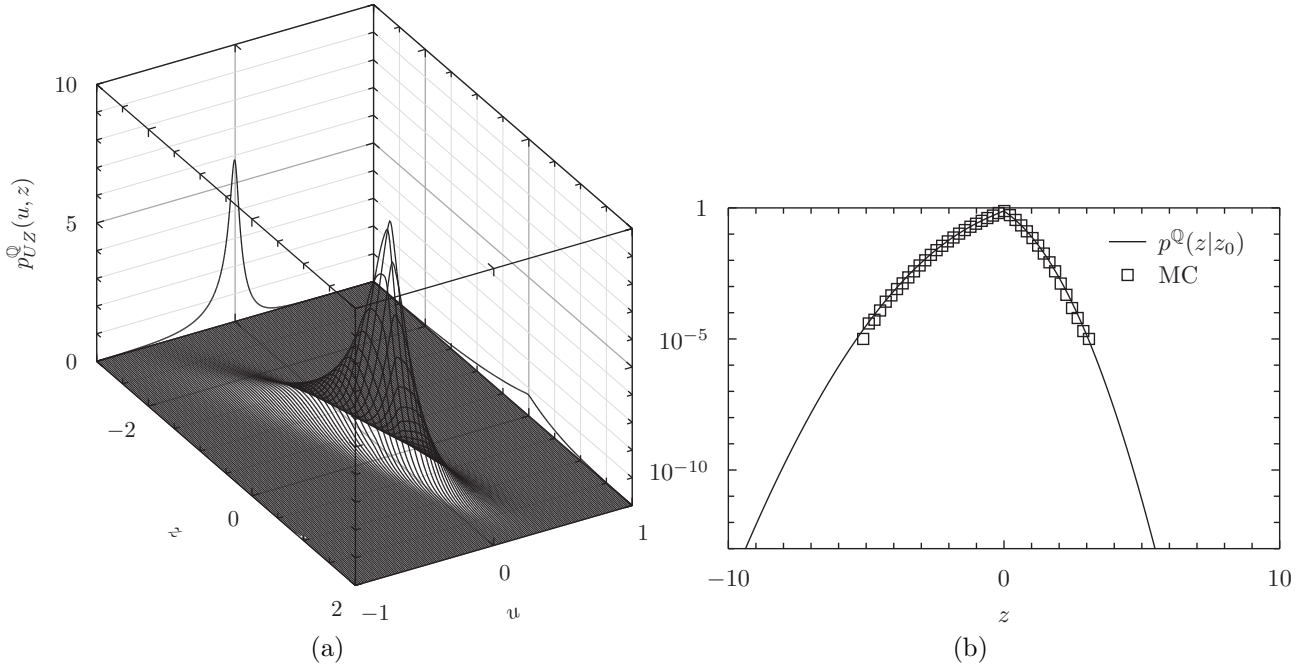 10
5
0
p^ℚ_{UZ}(u, z)
−2
0
2
z
−1
0
1
u
(a)
1
10^{−5}
10^{−10}
p^ℚ(z|z_0)
MC
−10
0
10
z
(b)